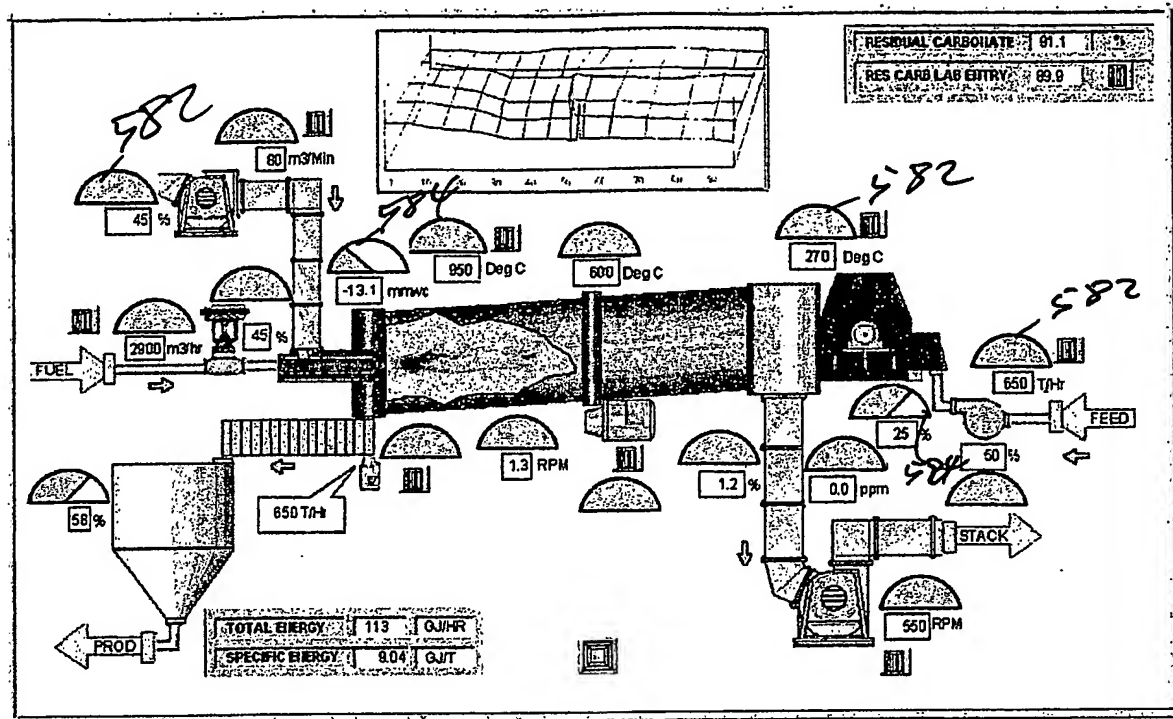 RESIDUAL CARBONATE 91.1 %
RES CARB LAB ENTRY 89.9
582
60 m3/Min
45 %
584
582
950 Deg C
600 Deg C
270 Deg C
-13.1 mmwc
582
2900 m3/hr
45 %
650 T/Hr
FUEL
FEED
25 %
60 %
584
1.3 RPM
1.2 %
0.0 ppm
650 T/Hr
58 %
STACK
550 RPM
PROD
TOTAL ENERGY 113 GJ/HR
SPECIFIC ENERGY 9.04 GJ/T